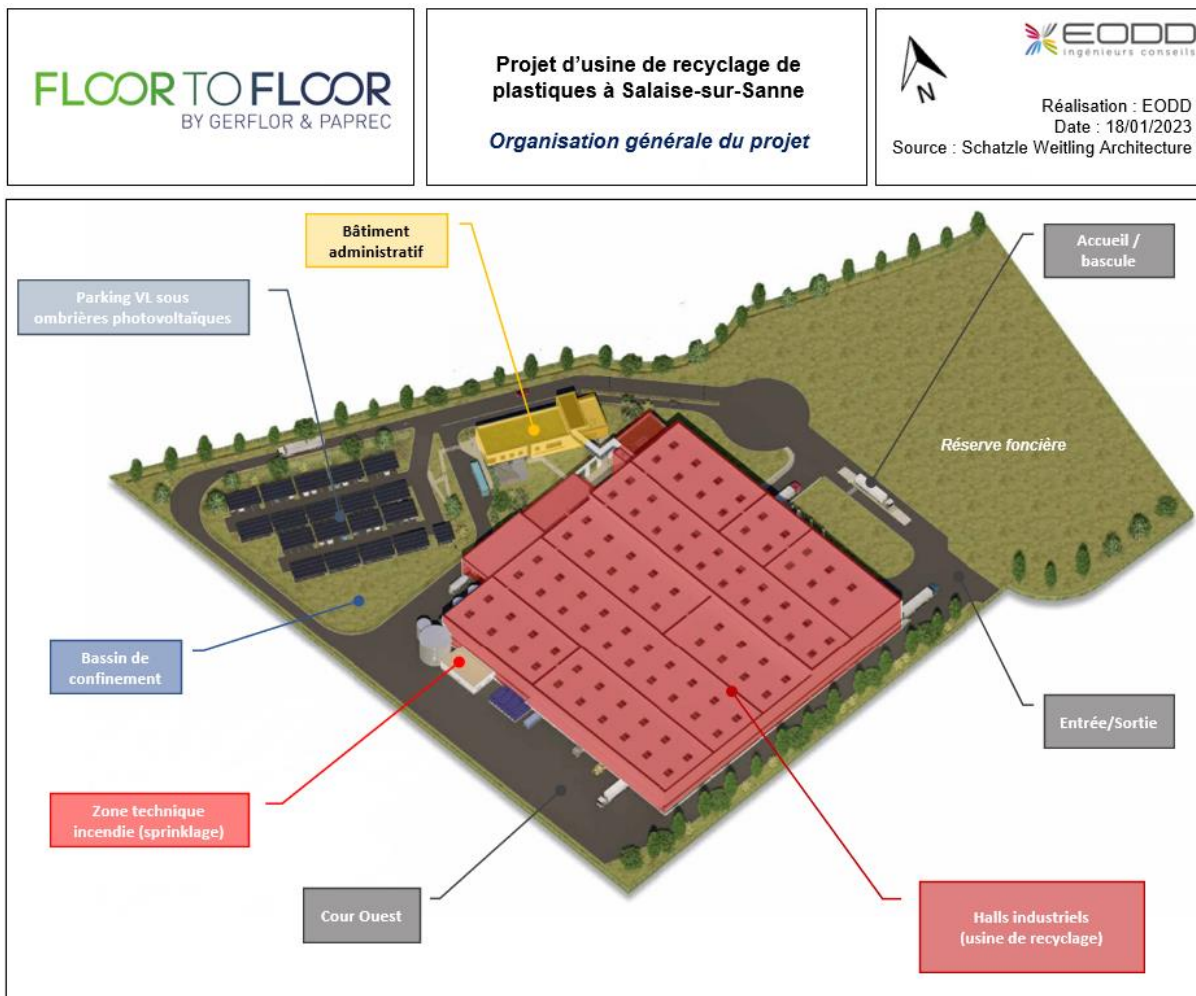 FLOOR TO FLOOR
BY GERFLOR & PAPREC
Projet d'usine de recyclage de
plastiques à Salaise-sur-Sanne
Organisation générale du projet
N
EODD
ingénieurs conseils
Réalisation : EODD
Date : 18/01/2023
Source : Schatzle Weitling Architecture
Bâtiment
administratif
Accueil /
bascule
Parking VL sous
ombrières photovoltaïques
Réserve foncière
Bassin de
confinement
Entrée/Sortie
Zone technique
incendie (sprinklage)
Cour Ouest
Halls industriels
(usine de recyclage)